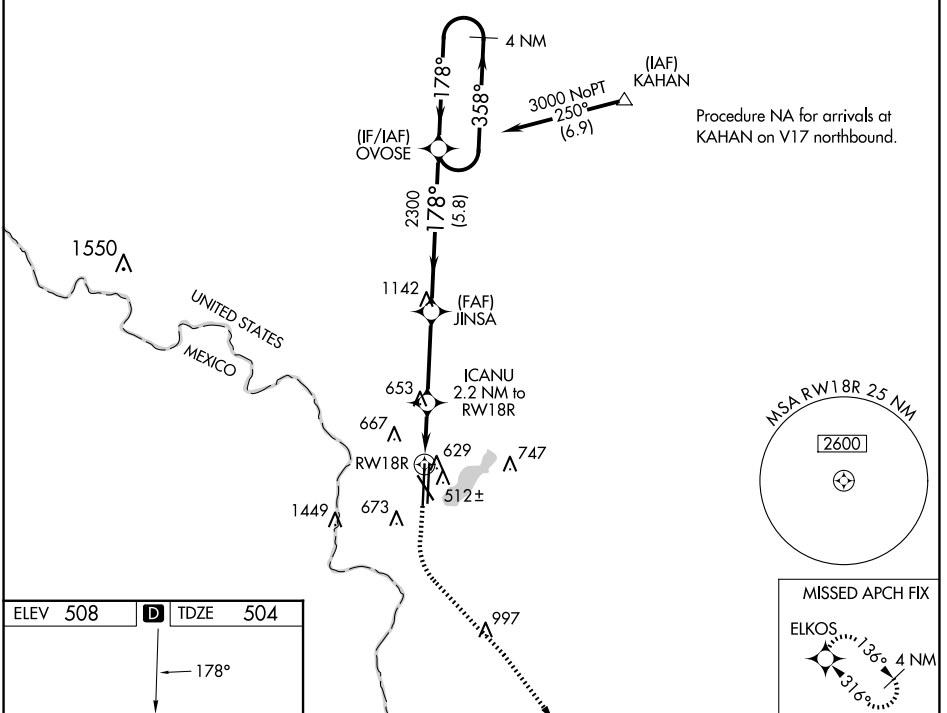 4 NM
178°
358°
(IAF)
KAHAN
3000 NoPT
250°
(6.9)
Procedure NA for arrivals at
KAHAN on V17 northbound.
(IF/IAF)
OVOSE
2300
178°
(5.8)
1550
UNITED STATES
MEXICO
1142
(FAF)
JINSA
653
ICANU
2.2 NM to
RW18R
667
RW18R
629
747
512±
1449
673
997
MSA RW18R 25 NM
2600
ELEV 508
D
TDZE 504
178°
MISSED APCH FIX
ELKOS
136°
4 NM
316°